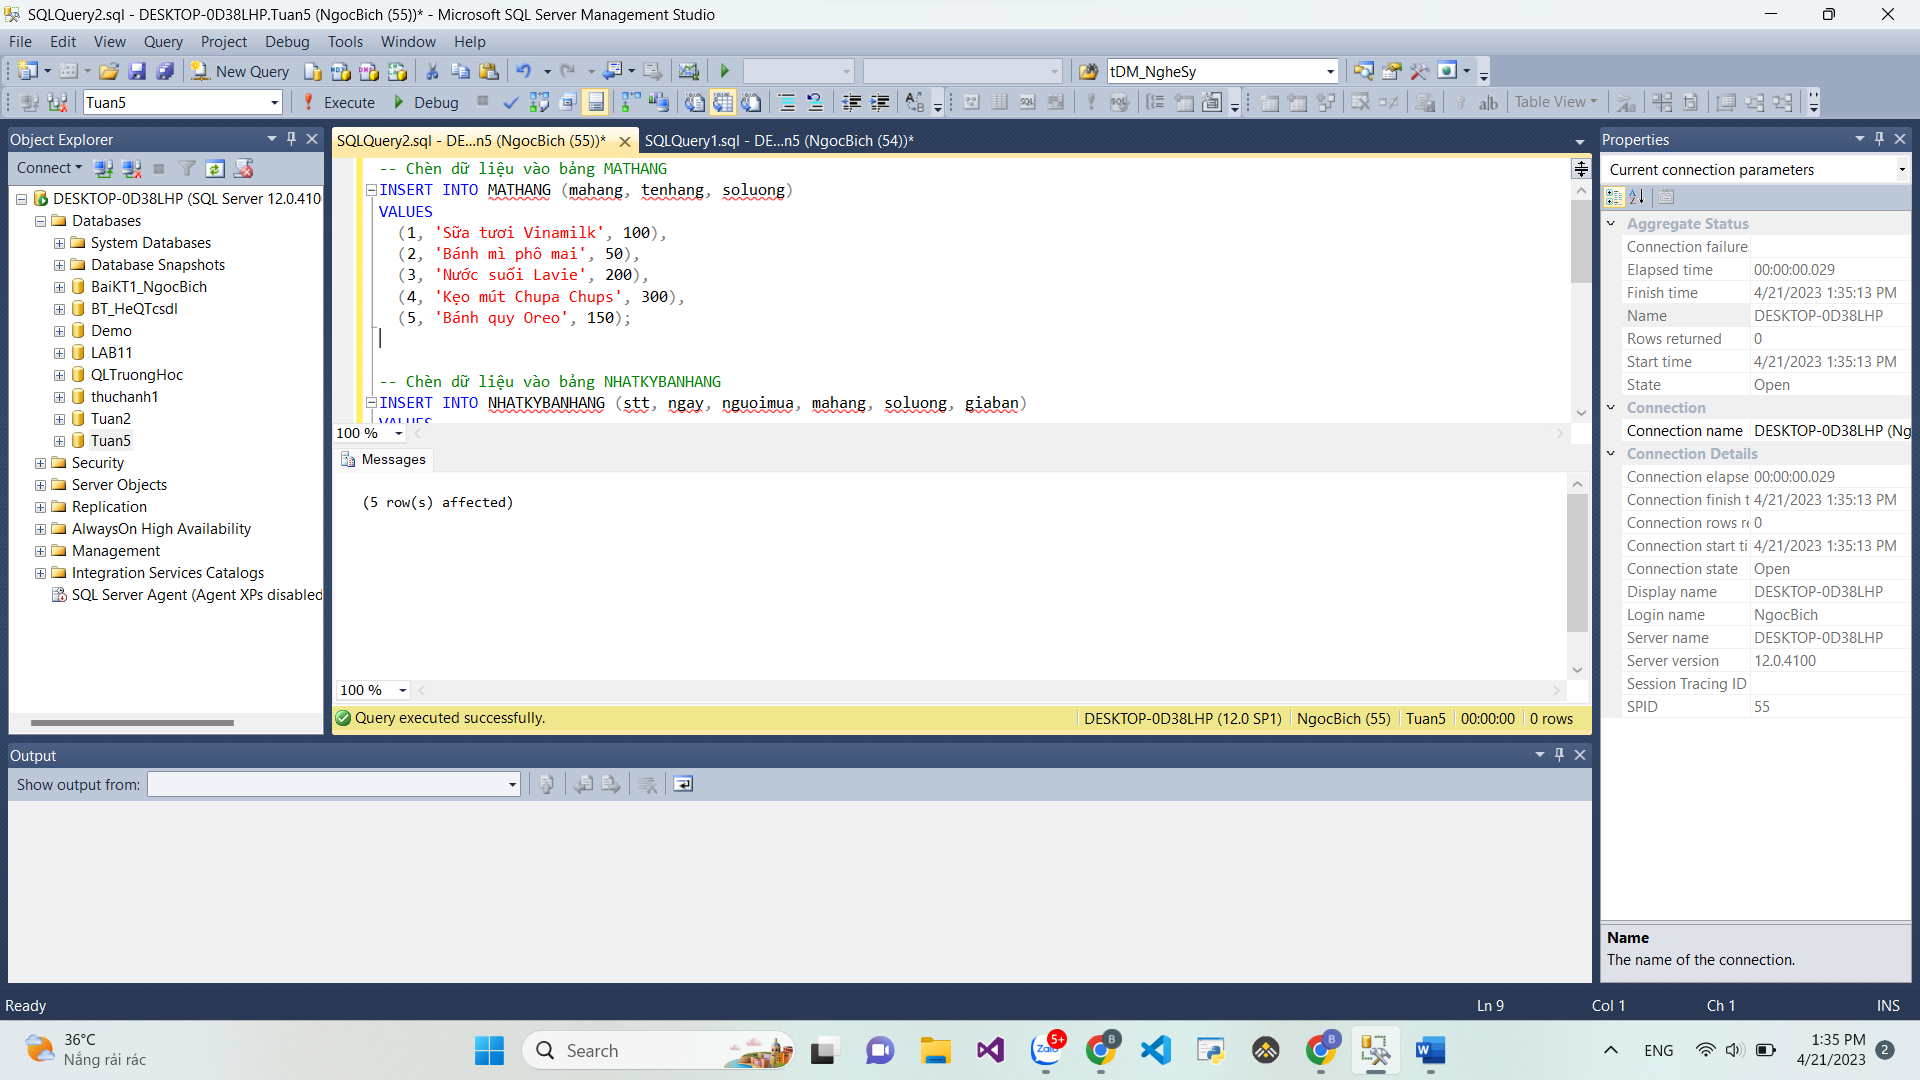 SQLQuery2.sql - DESKTOP-0D38LHP.Tuan5 (NgocBich (55))* - Microsoft SQL Server Management Studio
File Edit View Query Project Debug Tools Window Help
New Query tDM_NgheSy
Tuan5 Execute Debug Table View
Object Explorer
Connect
DESKTOP-0D38LHP (SQL Server 12.0.410
Databases
System Databases
Database Snapshots
BaiKT1_NgocBich
BT_HeQTcsdl
Demo
LAB11
QLTruongHoc
thuchanh1
Tuan2
Tuan5
Security
Server Objects
Replication
AlwaysOn High Availability
Management
Integration Services Catalogs
SQL Server Agent (Agent XPs disabled
SQLQuery2.sql - DE...n5 (NgocBich (55))* SQLQuery1.sql - DE...n5 (NgocBich (54))*
-- Chèn dữ liệu vào bảng MATHANG
INSERT INTO MATHANG (mahang, tenhang, soluong)
VALUES
(1, 'Sữa tươi Vinamilk', 100),
(2, 'Bánh mì phô mai', 50),
(3, 'Nước suối Lavie', 200),
(4, 'Kẹo mút Chupa Chups', 300),
(5, 'Bánh quy Oreo', 150);
-- Chèn dữ liệu vào bảng NHATKYBANHANG
INSERT INTO NHATKYBANHANG (stt, ngay, nguoimua, mahang, soluong, giaban)
VALUES
100 %
Messages
(5 row(s) affected)
100 %
Query executed successfully. DESKTOP-0D38LHP (12.0 SP1) NgocBich (55) Tuan5 00:00:00 0 rows
Properties
Current connection parameters
Aggregate Status
Connection failure
Elapsed time 00:00:00.029
Finish time 4/21/2023 1:35:13 PM
Name DESKTOP-0D38LHP
Rows returned 0
Start time 4/21/2023 1:35:13 PM
State Open
Connection
Connection name DESKTOP-0D38LHP (Ng
Connection Details
Connection elapse 00:00:00.029
Connection finish t 4/21/2023 1:35:13 PM
Connection rows re 0
Connection start ti 4/21/2023 1:35:13 PM
Connection state Open
Display name DESKTOP-0D38LHP
Login name NgocBich
Server name DESKTOP-0D38LHP
Server version 12.0.4100
Session Tracing ID
SPID 55
Name
The name of the connection.
Output
Show output from:
Ready Ln 9 Col 1 Ch 1 INS
36°C
Nắng rải rác
Search
Zalo 5+
ENG
1:35 PM
4/21/2023
2